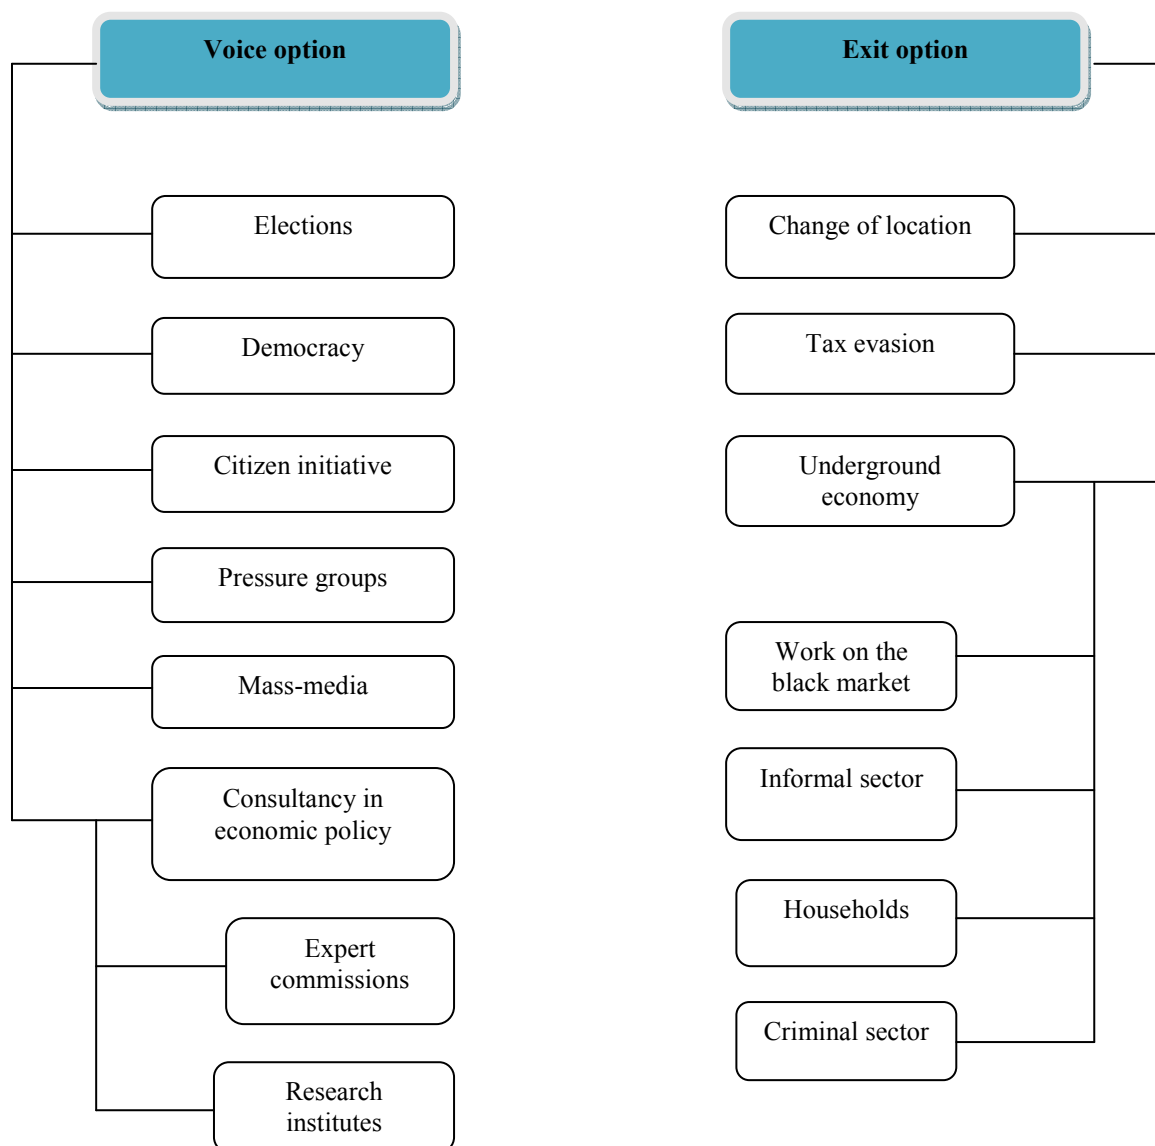 Voice option
Elections
Democracy
Citizen initiative
Pressure groups
Mass-media
Consultancy in
economic policy
Expert
commissions
Research
institutes
Exit option
Change of location
Tax evasion
Underground
economy
Work on the
black market
Informal sector
Households
Criminal sector